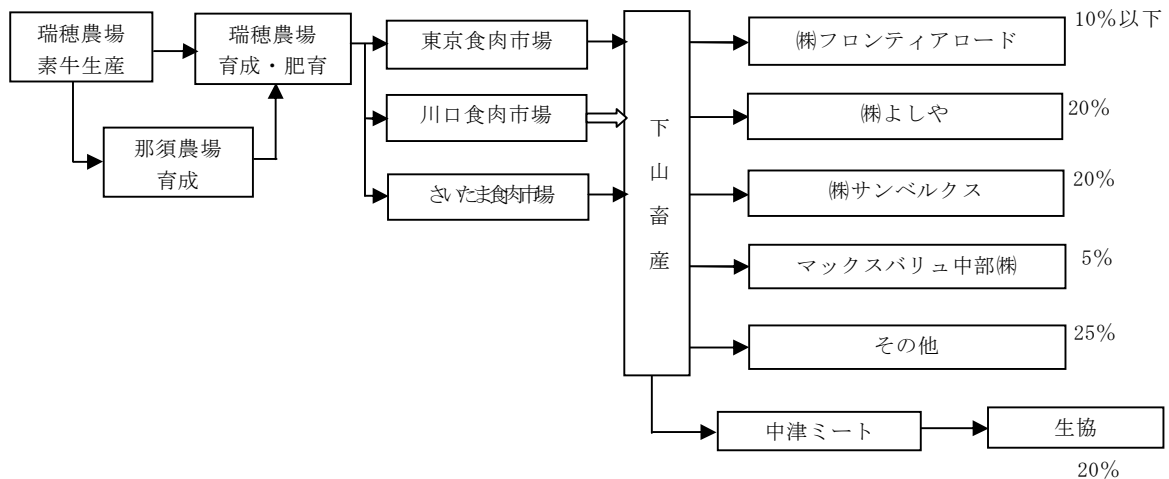 瑞穂農場
素牛生産
瑞穂農場
育成・肥育
那須農場
育成
東京食肉市場
川口食肉市場
さいたま食肉市場
下山畜産
㈱フロンティアロード
10%以下
㈱よしや
20%
㈱サンベルクス
20%
マックスバリュ中部㈱
5%
その他
25%
中津ミート
生協
20%